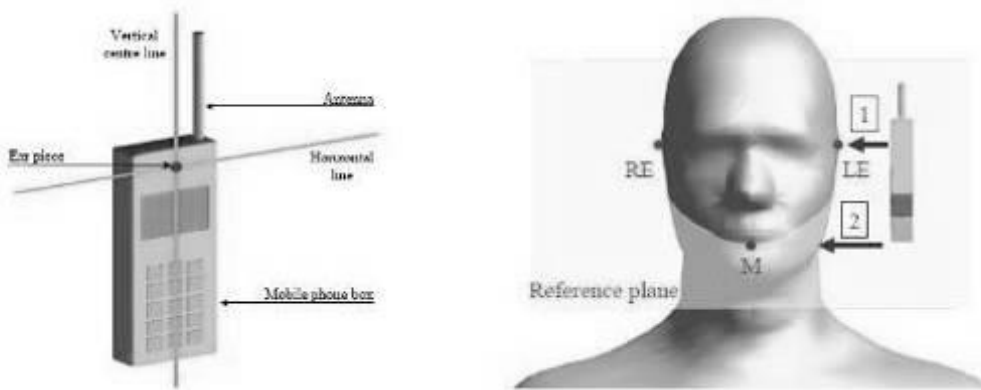 Vertical
centre line
Antenna
Ear piece
Horizontal
line
Mobile phone box
1
RE
LE
2
M
Reference plane